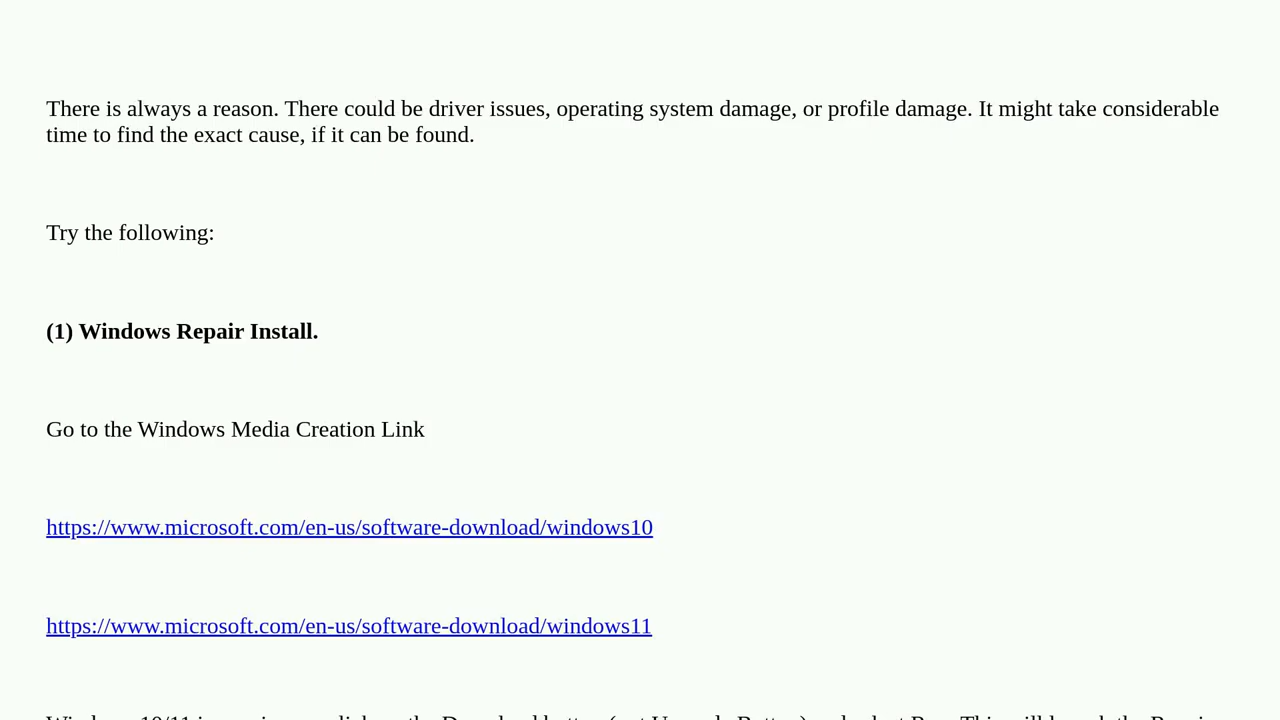 There is always a reason. There could be driver issues, operating system damage, or profile damage. It might take considerable
time to find the exact cause, if it can be found.
Try the following:
(1) Windows Repair Install.
Go to the Windows Media Creation Link
https://www.microsoft.com/en-us/software-download/windows10
https://www.microsoft.com/en-us/software-download/windows11